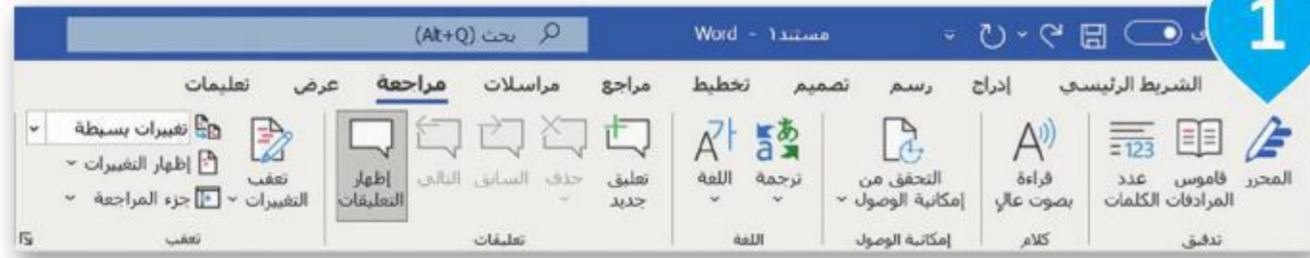 1
مستند١ - Word
بحث (Alt+Q)
الشريط الرئيسي إدراج رسم تصميم تخطيط مراجع مراسلات مراجعة عرض تعليمات
المحرر
قاموس المرادفات
عدد الكلمات
تدقيق
قراءة بصوت عالٍ
كلام
التحقق من إمكانية الوصول
إمكانية الوصول
ترجمة
اللغة
اللغة
تعليق جديد
حذف
السابق
التالي
إظهار التعليقات
تعليقات
تعقب التغييرات
تغييرات بسيطة
إظهار التغييرات
جزء المراجعة
تعقب